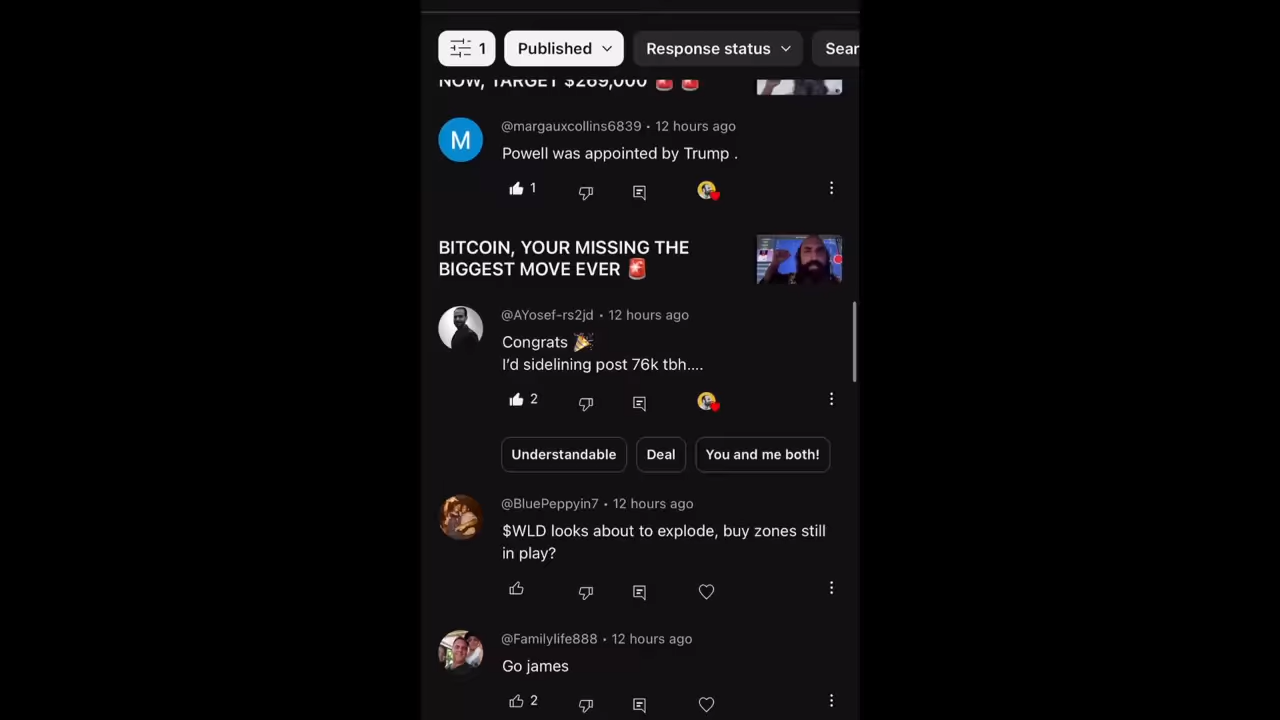 1
Published
Response status
Sear
NOW, TARGET $269,000 🚨 🚨
@margauxcollins6839 • 12 hours ago
M
Powell was appointed by Trump .
1
BITCOIN, YOUR MISSING THE
BIGGEST MOVE EVER 🚨
@AYosef-rs2jd • 12 hours ago
Congrats 🎉
I’d sidelining post 76k tbh....
2
Understandable
Deal
You and me both!
@BluePeppyin7 • 12 hours ago
$WLD looks about to explode, buy zones still
in play?
@Familylife888 • 12 hours ago
Go james
2